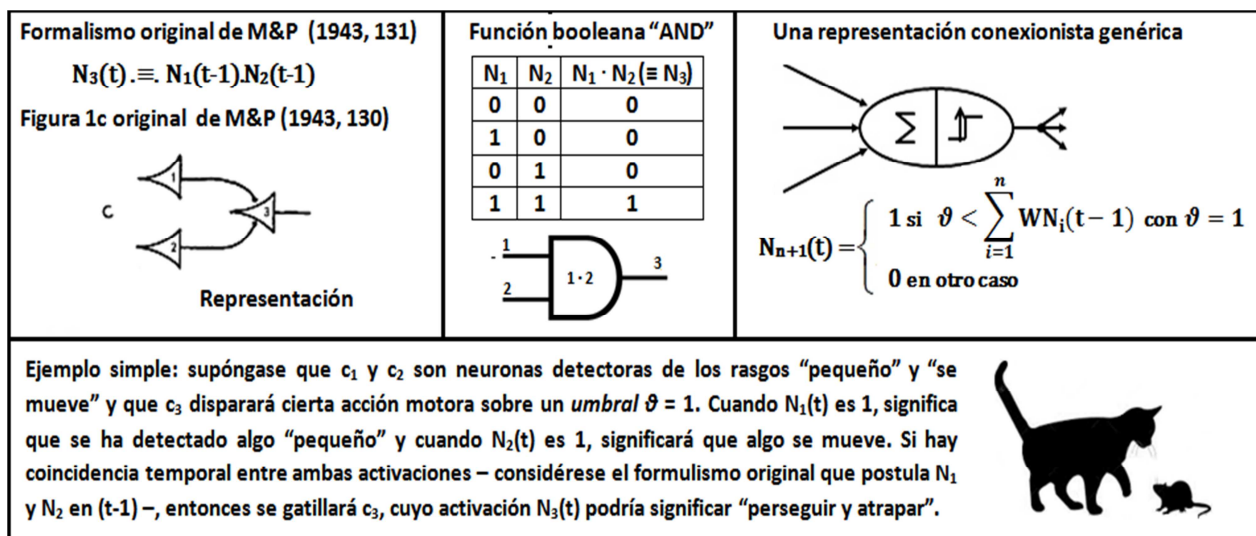 Formalismo original de M&P (1943, 131)
N₃(t).≡. N₁(t-1).N₂(t-1)
Figura 1c original de M&P (1943, 130)
1
C
3
2
Representación
Función booleana “AND”
N₁ N₂ N₁ · N₂ (≡ N₃)
0 0 0
1 0 0
0 1 0
1 1 1
1
3
1 · 2
2
Una representación conexionista genérica
Σ
N_{n+1}(t) = { 1 si ϑ < \sum_{i=1}^{n} WN_i(t − 1) con ϑ = 1
0 en otro caso
Ejemplo simple: supóngase que c₁ y c₂ son neuronas detectoras de los rasgos “pequeño” y “se
mueve” y que c₃ disparará cierta acción motora sobre un umbral ϑ = 1. Cuando N₁(t) es 1, significa
que se ha detectado algo “pequeño” y cuando N₂(t) es 1, significará que algo se mueve. Si hay
coincidencia temporal entre ambas activaciones – considérese el formulismo original que postula N₁
y N₂ en (t-1) –, entonces se gatillará c₃, cuyo activación N₃(t) podría significar “perseguir y atrapar”.